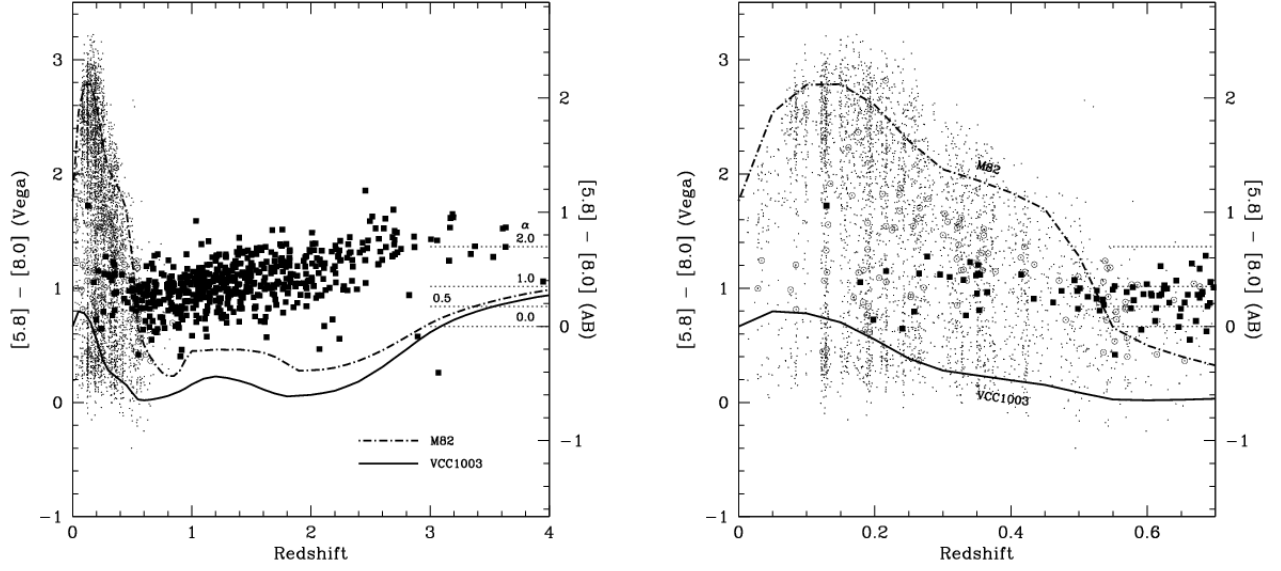 3
2
1
0
−1
[5.8] − [8.0] (Vega)
α
2.0
1.0
0.5
0.0
M82
VCC1003
2
1
0
−1
[5.8] − [8.0] (AB)
0
1
2
3
4
Redshift
3
2
1
0
−1
[5.8] − [8.0] (Vega)
M82
VCC1003
2
1
0
−1
[5.8] − [8.0] (AB)
0
0.2
0.4
0.6
Redshift